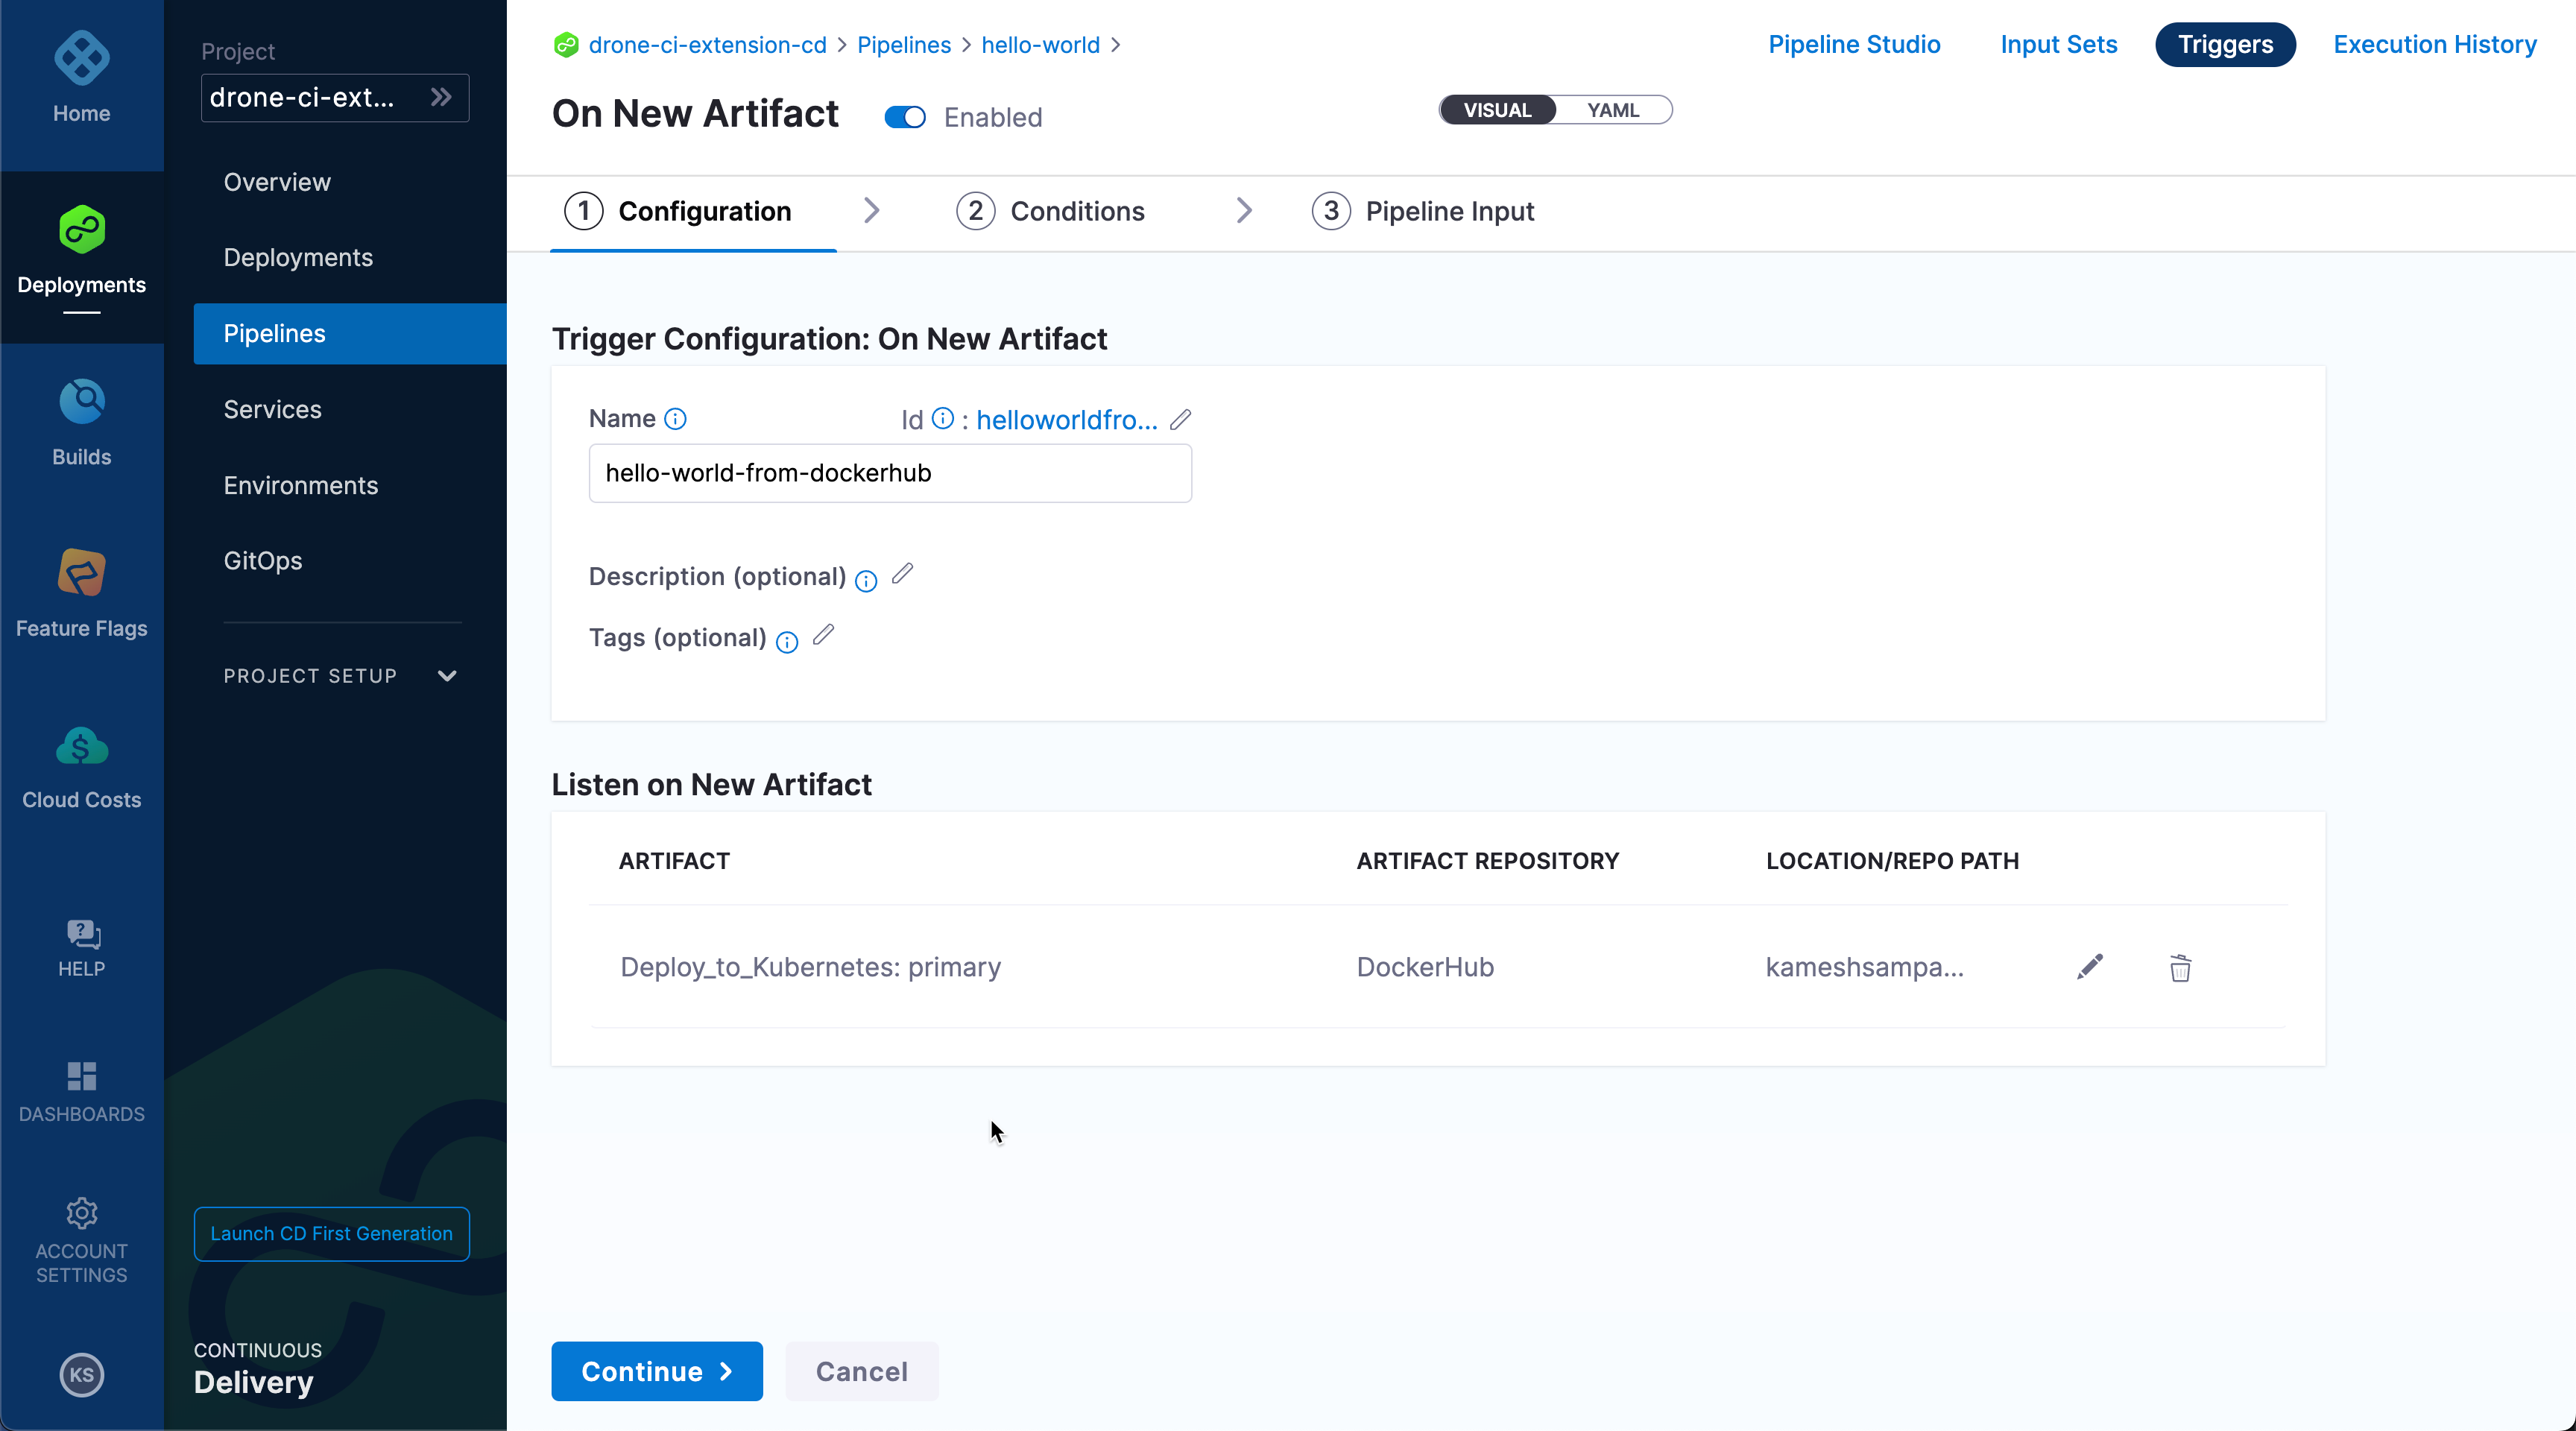 Home
Deployments
Builds
Feature Flags
Cloud Costs
HELP
DASHBOARDS
ACCOUNT
SETTINGS
KS
Project
drone-ci-ext...
Overview
Deployments
Pipelines
Services
Environments
GitOps
PROJECT SETUP
Launch CD First Generation
CONTINUOUS
Delivery
drone-ci-extension-cd > Pipelines > hello-world >
Pipeline Studio Input Sets Triggers Execution History
On New Artifact Enabled VISUAL YAML
1 Configuration 2 Conditions 3 Pipeline Input
Trigger Configuration: On New Artifact
Name Id : helloworldfro...
hello-world-from-dockerhub
Description (optional)
Tags (optional)
Listen on New Artifact
ARTIFACT ARTIFACT REPOSITORY LOCATION/REPO PATH
Deploy_to_Kubernetes: primary DockerHub kameshsampa...
Continue Cancel